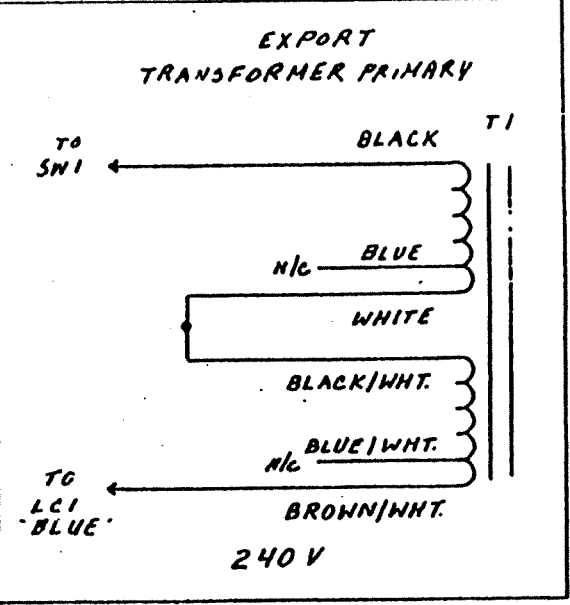 EXPORT
TRANSFORMER PRIMARY
T1
TO
SW1
BLACK
N/C
BLUE
WHITE
BLACK/WHT.
N/C
BLUE/WHT.
TO
LC1
"BLUE"
BROWN/WHT.
240 V